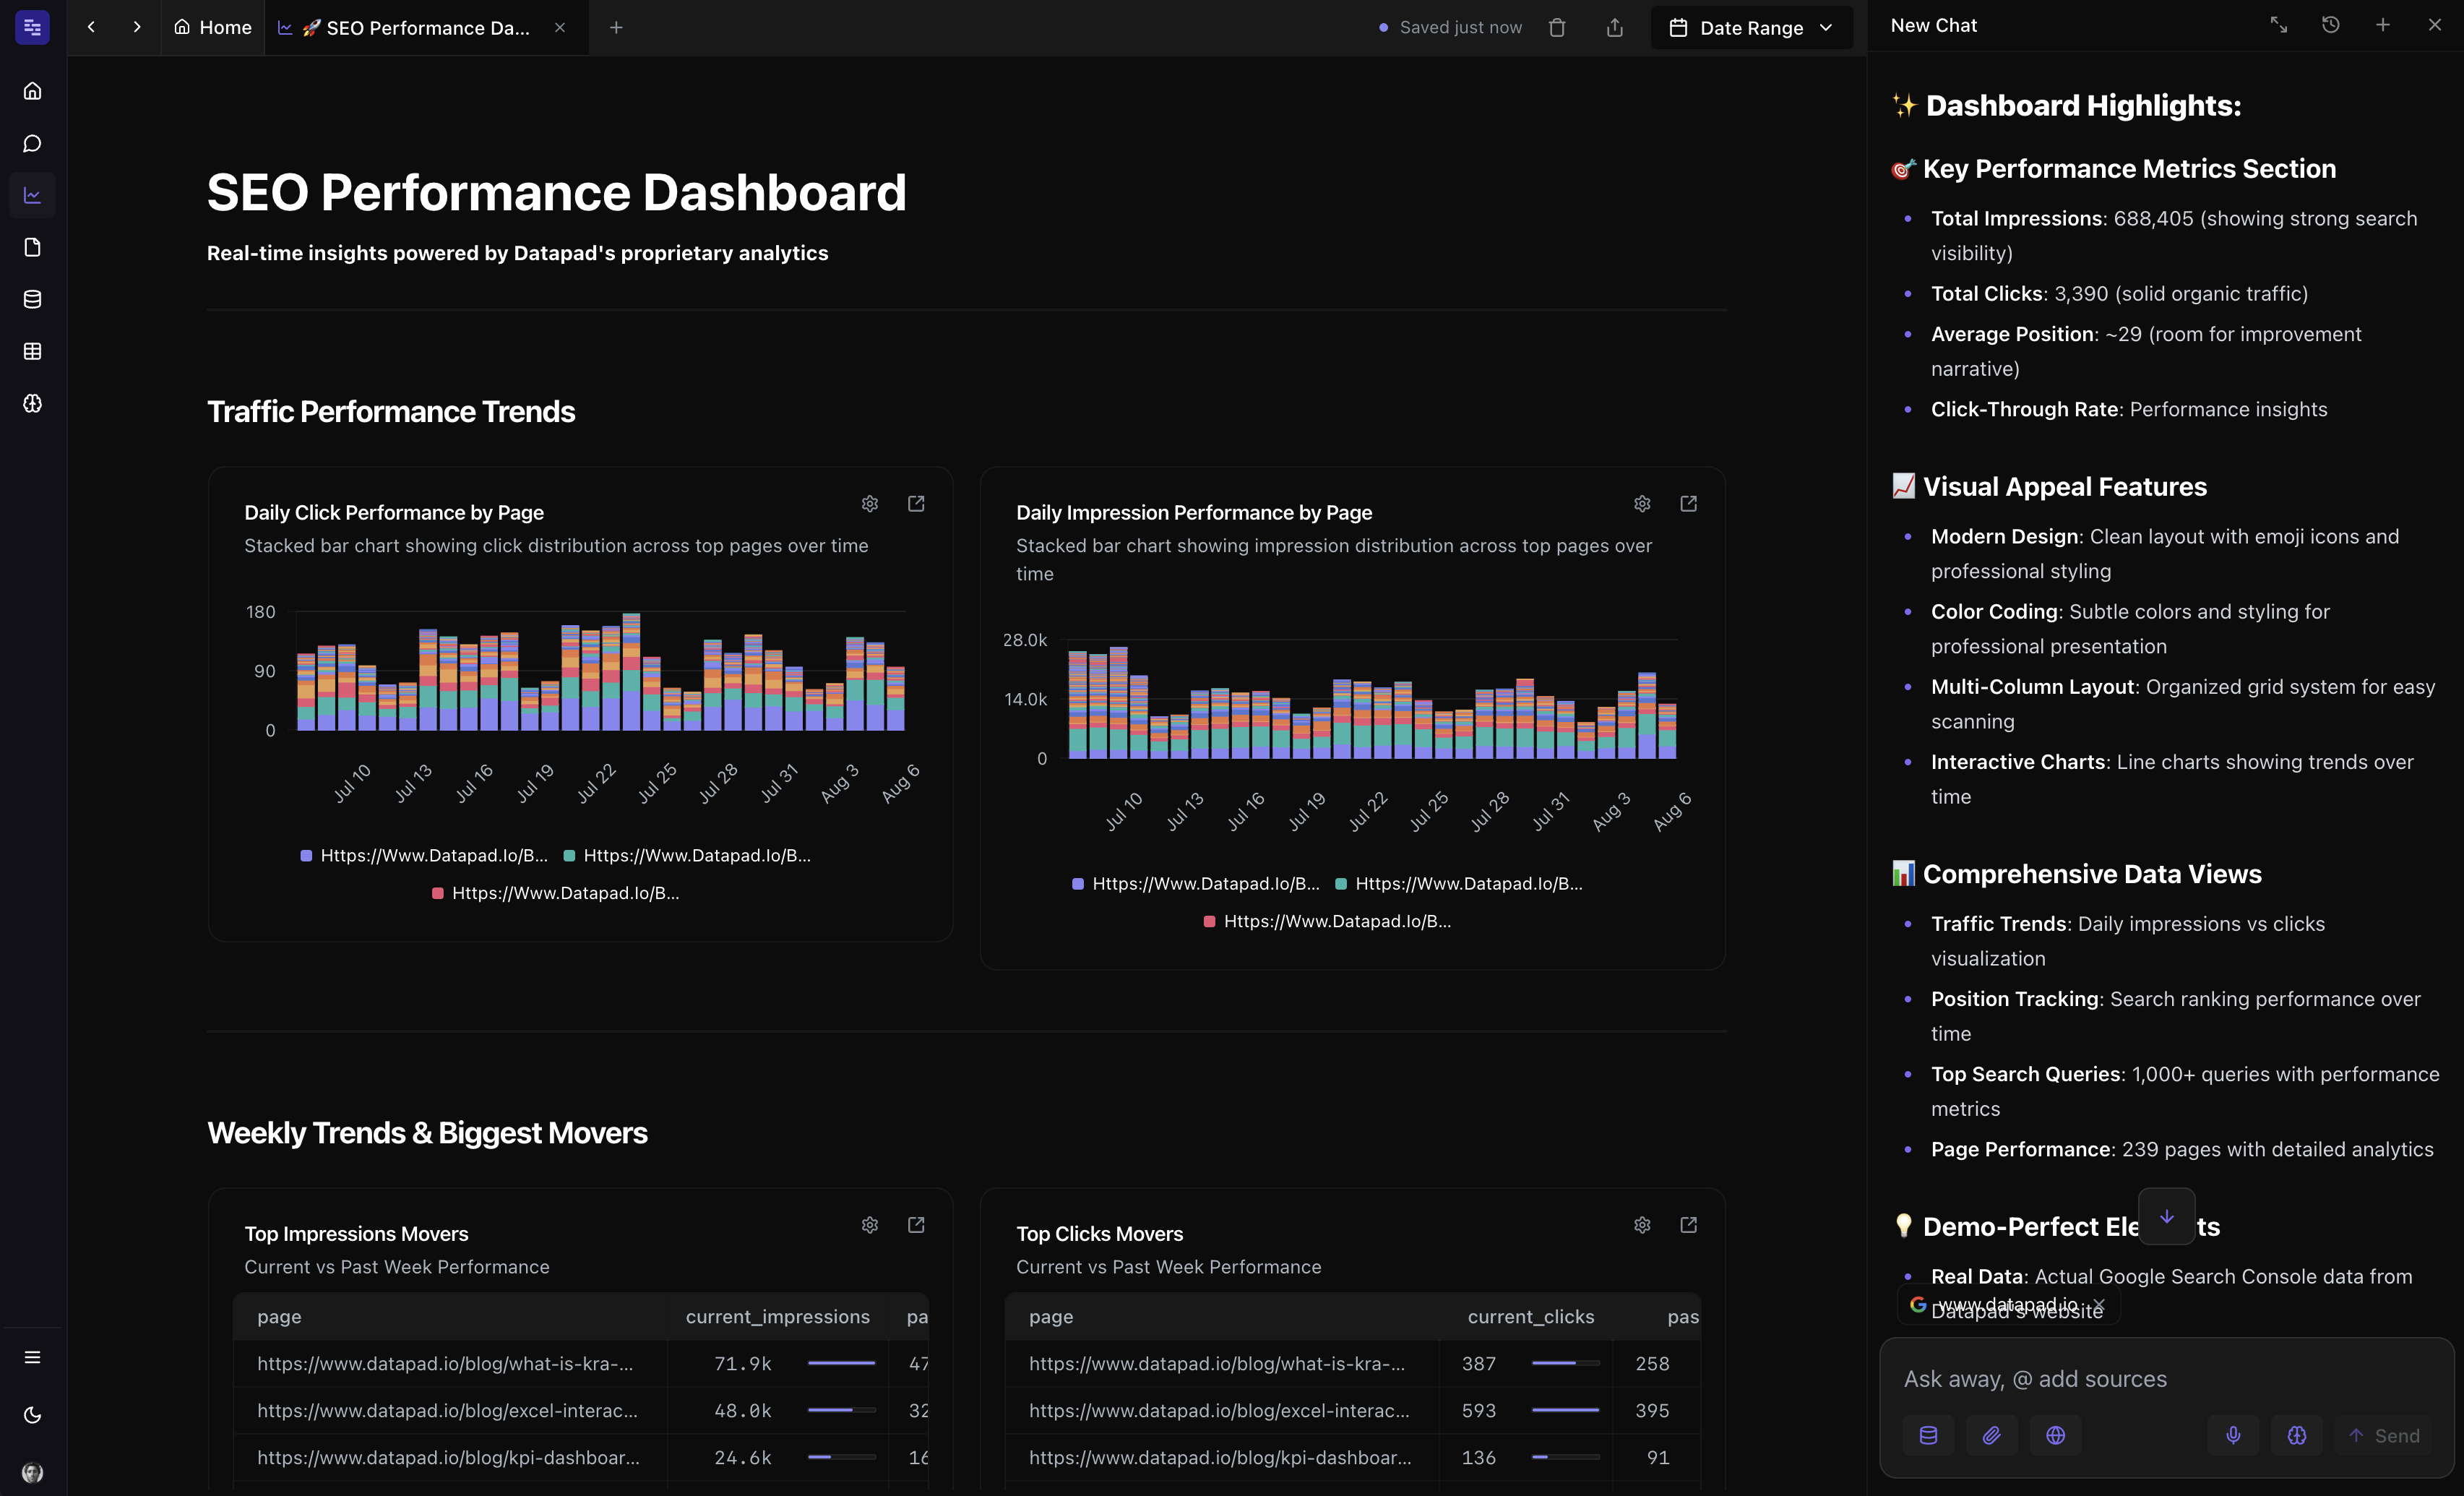 Home
🚀 SEO Performance Da...
Saved just now
Date Range
SEO Performance Dashboard
Real-time insights powered by Datapad's proprietary analytics
Traffic Performance Trends
Daily Click Performance by Page
Stacked bar chart showing click distribution across top pages over time
180
90
0
Jul 10
Jul 13
Jul 16
Jul 19
Jul 22
Jul 25
Jul 28
Jul 31
Aug 3
Aug 6
Https://Www.Datapad.Io/B...
Https://Www.Datapad.Io/B...
Https://Www.Datapad.Io/B...
Daily Impression Performance by Page
Stacked bar chart showing impression distribution across top pages over
time
28.0k
14.0k
0
Jul 10
Jul 13
Jul 16
Jul 19
Jul 22
Jul 25
Jul 28
Jul 31
Aug 3
Aug 6
Https://Www.Datapad.Io/B...
Https://Www.Datapad.Io/B...
Https://Www.Datapad.Io/B...
Weekly Trends & Biggest Movers
Top Impressions Movers
Current vs Past Week Performance
page current_impressions pa
https://www.datapad.io/blog/what-is-kra-... 71.9k 47
https://www.datapad.io/blog/excel-interac... 48.0k 32
https://www.datapad.io/blog/kpi-dashboar... 24.6k 16
Top Clicks Movers
Current vs Past Week Performance
page current_clicks pas
https://www.datapad.io/blog/what-is-kra-... 387 258
https://www.datapad.io/blog/excel-interac... 593 395
https://www.datapad.io/blog/kpi-dashboar... 136 91
New Chat
✨ Dashboard Highlights:
🎯 Key Performance Metrics Section
• Total Impressions: 688,405 (showing strong search
visibility)
• Total Clicks: 3,390 (solid organic traffic)
• Average Position: ~29 (room for improvement
narrative)
• Click-Through Rate: Performance insights
📈 Visual Appeal Features
• Modern Design: Clean layout with emoji icons and
professional styling
• Color Coding: Subtle colors and styling for
professional presentation
• Multi-Column Layout: Organized grid system for easy
scanning
• Interactive Charts: Line charts showing trends over
time
📊 Comprehensive Data Views
• Traffic Trends: Daily impressions vs clicks
visualization
• Position Tracking: Search ranking performance over
time
• Top Search Queries: 1,000+ queries with performance
metrics
• Page Performance: 239 pages with detailed analytics
💡 Demo-Perfect Ele ts
• Real Data: Actual Google Search Console data from
Datapad's website
www.datapad.io
Ask away, @ add sources
Send